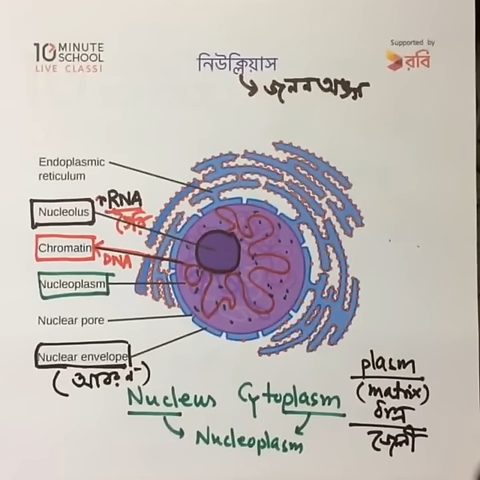 10 MINUTE
SCHOOL
LIVE CLASS!
নিউক্লিয়াস
Supported by
রবি
Endoplasmic
reticulum
rRNA
তৈরি
Nucleolus
Chromatin
DNA
Nucleoplasm
Nuclear pore
Nuclear envelope
(আবরণ)
Nucleus Cytoplasm
Nucleoplasm
plasm
(matrix)
জেলী